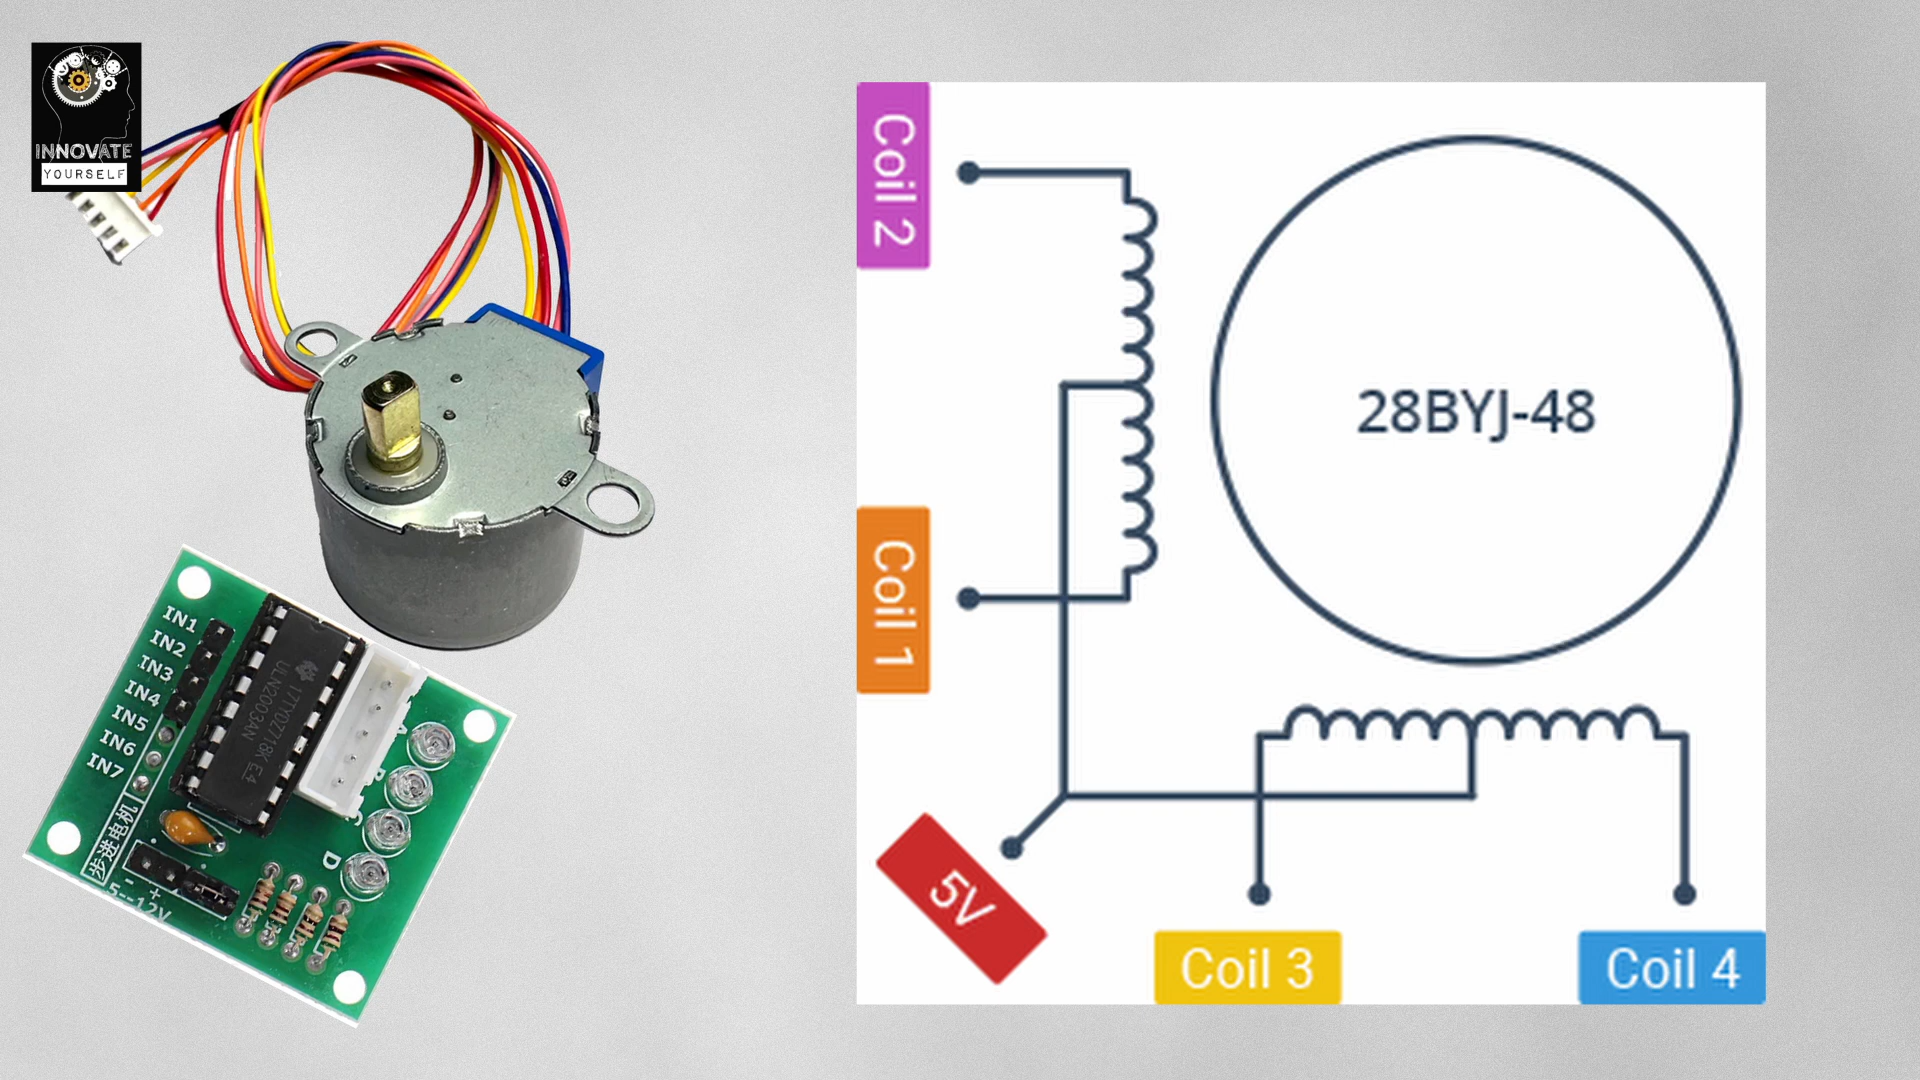 INNOVATE
YOURSELF
IN1
IN2
IN3
IN4
IN5
IN6
IN7
ULN2003AN
A
B
C
D
步进电机
- +
5--12V
Coil 2
Coil 1
5V
Coil 3
Coil 4
28BYJ-48